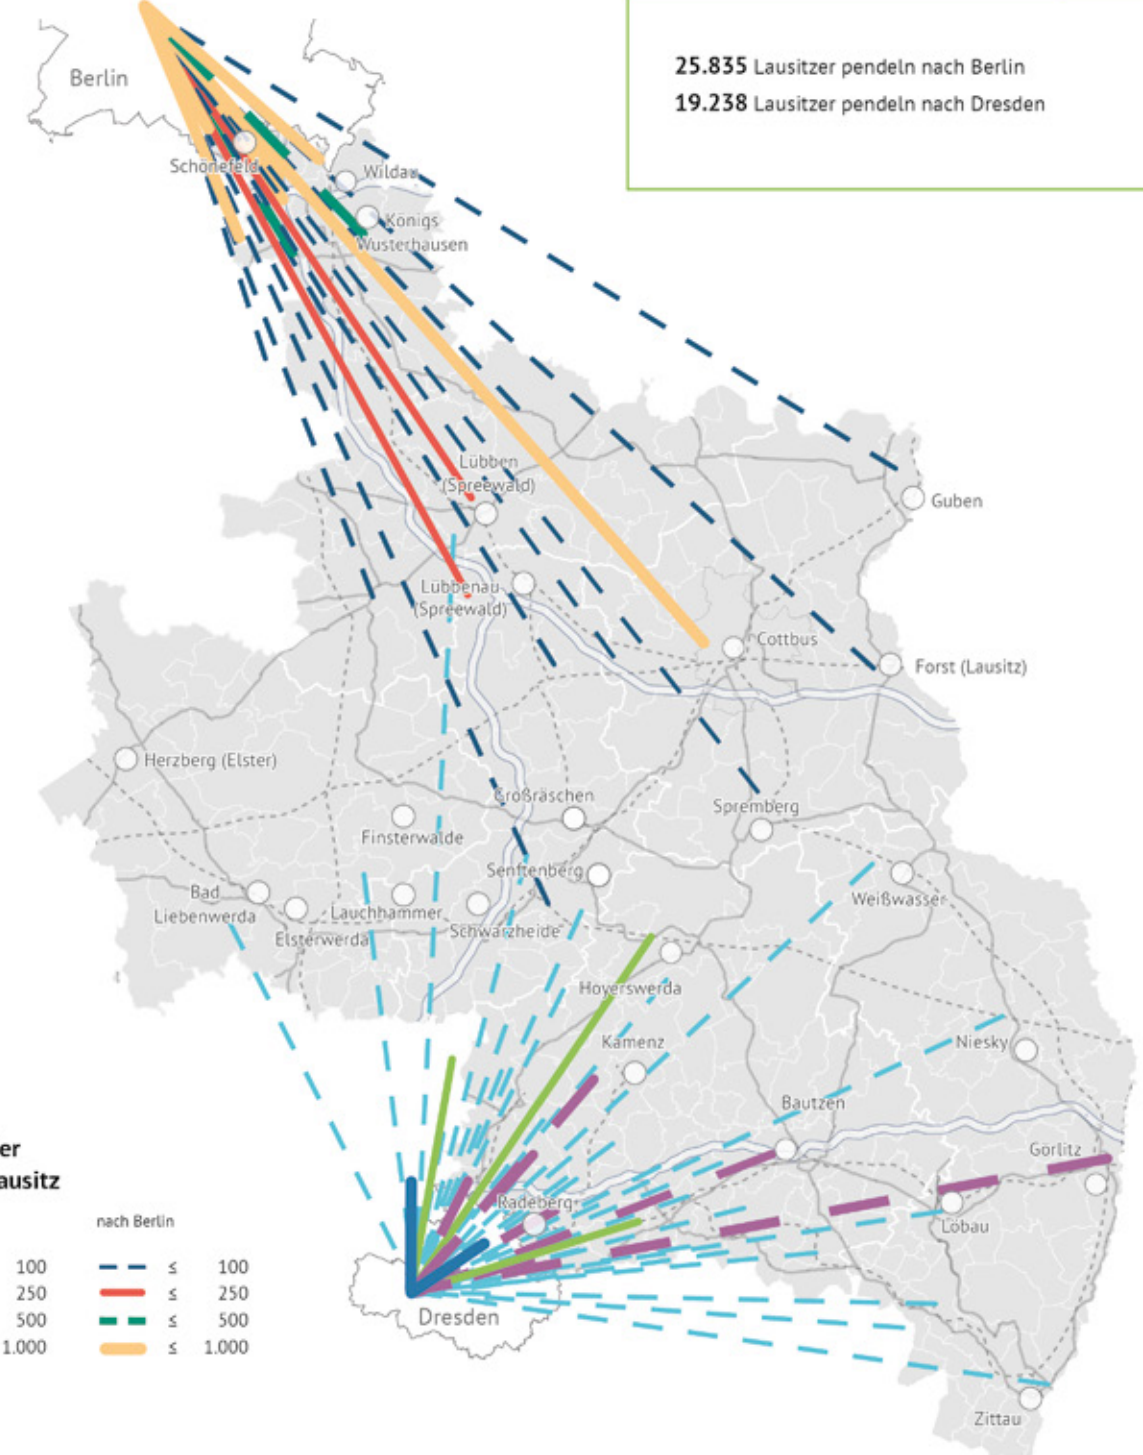 25.835 Lausitzer pendeln nach Berlin
19.238 Lausitzer pendeln nach Dresden
Berlin
Schönefeld
Wildau
Königs
Wusterhausen
Lübben
(Spreewald)
Guben
Lübbenau
(Spreewald)
Cottbus
Forst (Lausitz)
Herzberg (Elster)
Großräschen
Spremberg
Finsterwalde
Senftenberg
Bad
Liebenwerda
Elsterwerda
Lauchhammer
Schwarzheide
Weißwasser
Hoyerswerda
Kamenz
Niesky
Bautzen
Görlitz
Radeberg
Löbau
Dresden
Zittau
er
ausitz
nach Berlin
100 ≤ 100
250 ≤ 250
500 ≤ 500
1.000 ≤ 1.000